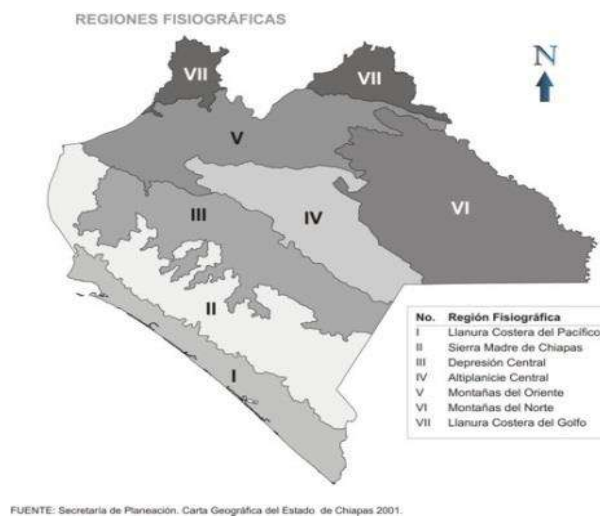 REGIONES FISIOGRÁFICAS
N
VII
VII
V
VI
III
IV
II
I
No. Región Fisiográfica
I Llanura Costera del Pacífico
II Sierra Madre de Chiapas
III Depresión Central
IV Altiplanicie Central
V Montañas del Oriente
VI Montañas del Norte
VII Llanura Costera del Golfo
FUENTE: Secretaría de Planeación. Carta Geográfica del Estado de Chiapas 2001.